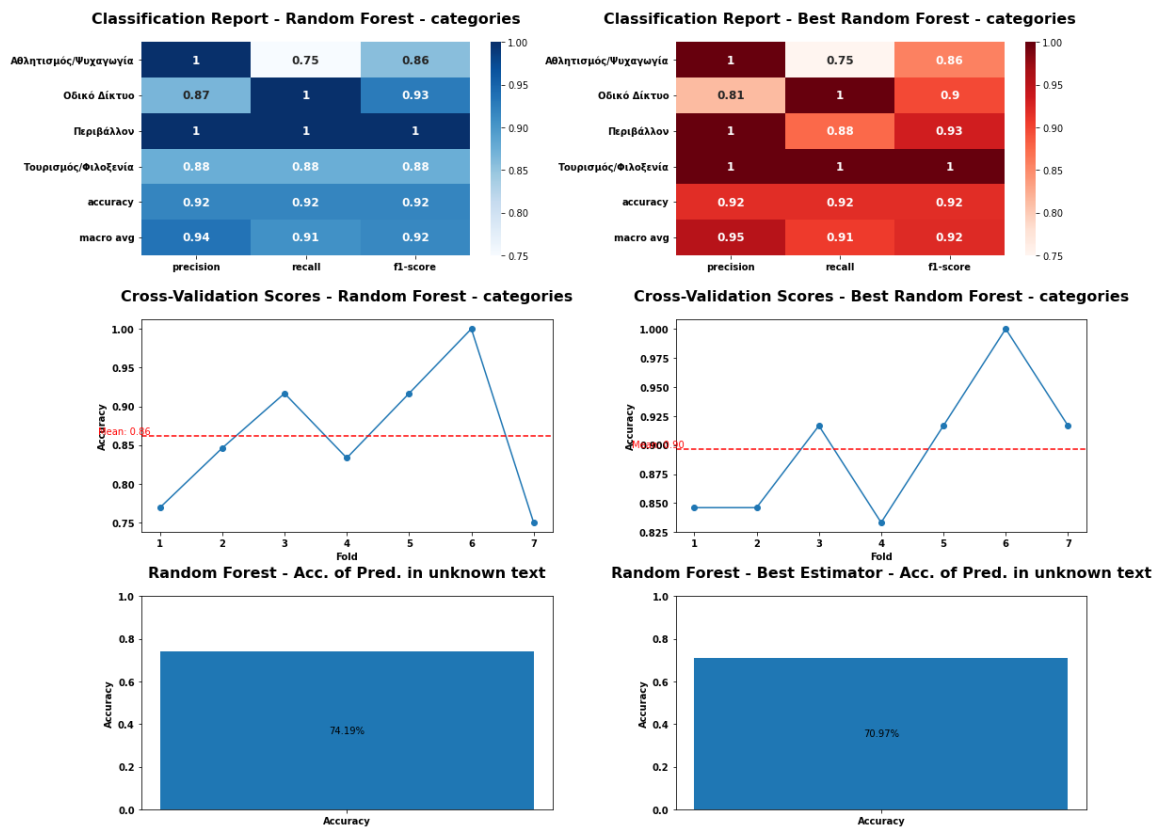 Classification Report - Random Forest - categories
Αθλητισμός/Ψυχαγωγία 1 0.75 0.86
Οδικό Δίκτυο 0.87 1 0.93
Περιβάλλον 1 1 1
Τουρισμός/Φιλοξενία 0.88 0.88 0.88
accuracy 0.92 0.92 0.92
macro avg 0.94 0.91 0.92
precision recall f1-score
1.00
0.95
0.90
0.85
0.80
0.75
Classification Report - Best Random Forest - categories
Αθλητισμός/Ψυχαγωγία 1 0.75 0.86
Οδικό Δίκτυο 0.81 1 0.9
Περιβάλλον 1 0.88 0.93
Τουρισμός/Φιλοξενία 1 1 1
accuracy 0.92 0.92 0.92
macro avg 0.95 0.91 0.92
precision recall f1-score
1.00
0.95
0.90
0.85
0.80
0.75
Cross-Validation Scores - Random Forest - categories
Accuracy
1.00
0.95
0.90
Mean: 0.86
0.85
0.80
0.75
1 2 3 4 5 6 7
Fold
Cross-Validation Scores - Best Random Forest - categories
Accuracy
1.000
0.975
0.950
0.925
0.900
Mean: 0.90
0.875
0.850
0.825
1 2 3 4 5 6 7
Fold
Random Forest - Acc. of Pred. in unknown text
Accuracy
1.0
0.8
0.6
0.4
0.2
0.0
74.19%
Accuracy
Random Forest - Best Estimator - Acc. of Pred. in unknown text
Accuracy
1.0
0.8
0.6
0.4
0.2
0.0
70.97%
Accuracy